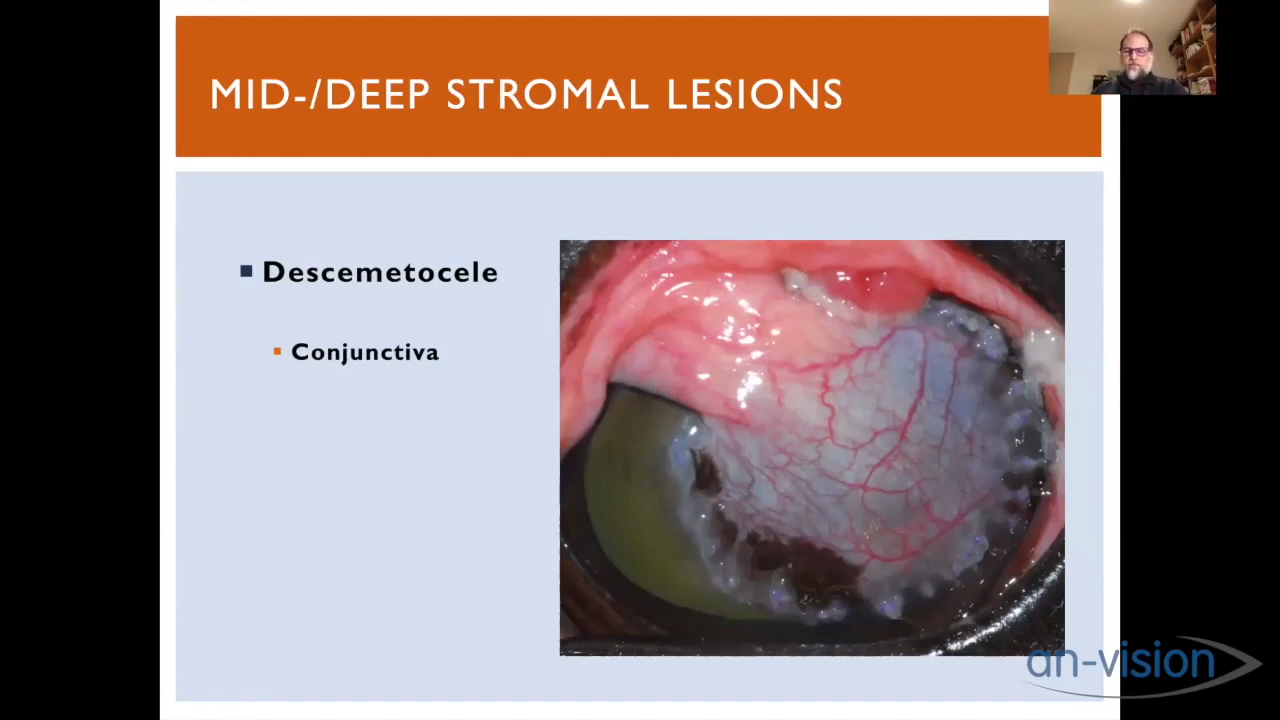 MID-/DEEP STROMAL LESIONS
Descemetocele
Conjunctiva
an-vision